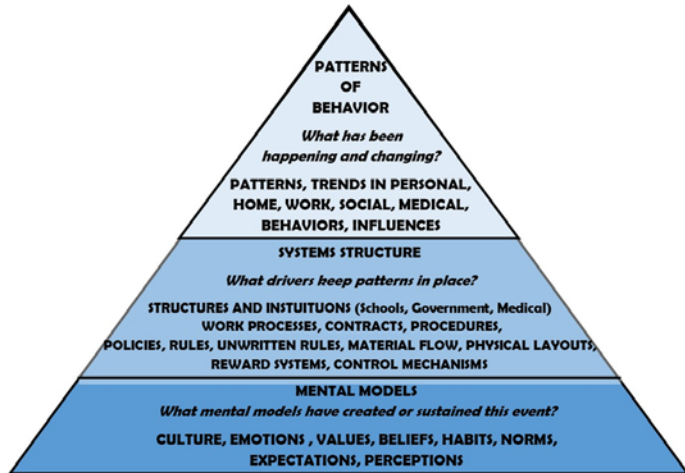 PATTERNS
OF
BEHAVIOR
What has been
happening and changing?
PATTERNS, TRENDS IN PERSONAL,
HOME, WORK, SOCIAL, MEDICAL,
BEHAVIORS, INFLUENCES
SYSTEMS STRUCTURE
What drivers keep patterns in place?
STRUCTURES AND INSTUITUONS (Schools, Government, Medical)
WORK PROCESSES, CONTRACTS, PROCEDURES,
POLICIES, RULES, UNWRITTEN RULES, MATERIAL FLOW, PHYSICAL LAYOUTS,
REWARD SYSTEMS, CONTROL MECHANISMS
MENTAL MODELS
What mental models have created or sustained this event?
CULTURE, EMOTIONS , VALUES, BELIEFS, HABITS, NORMS,
EXPECTATIONS, PERCEPTIONS